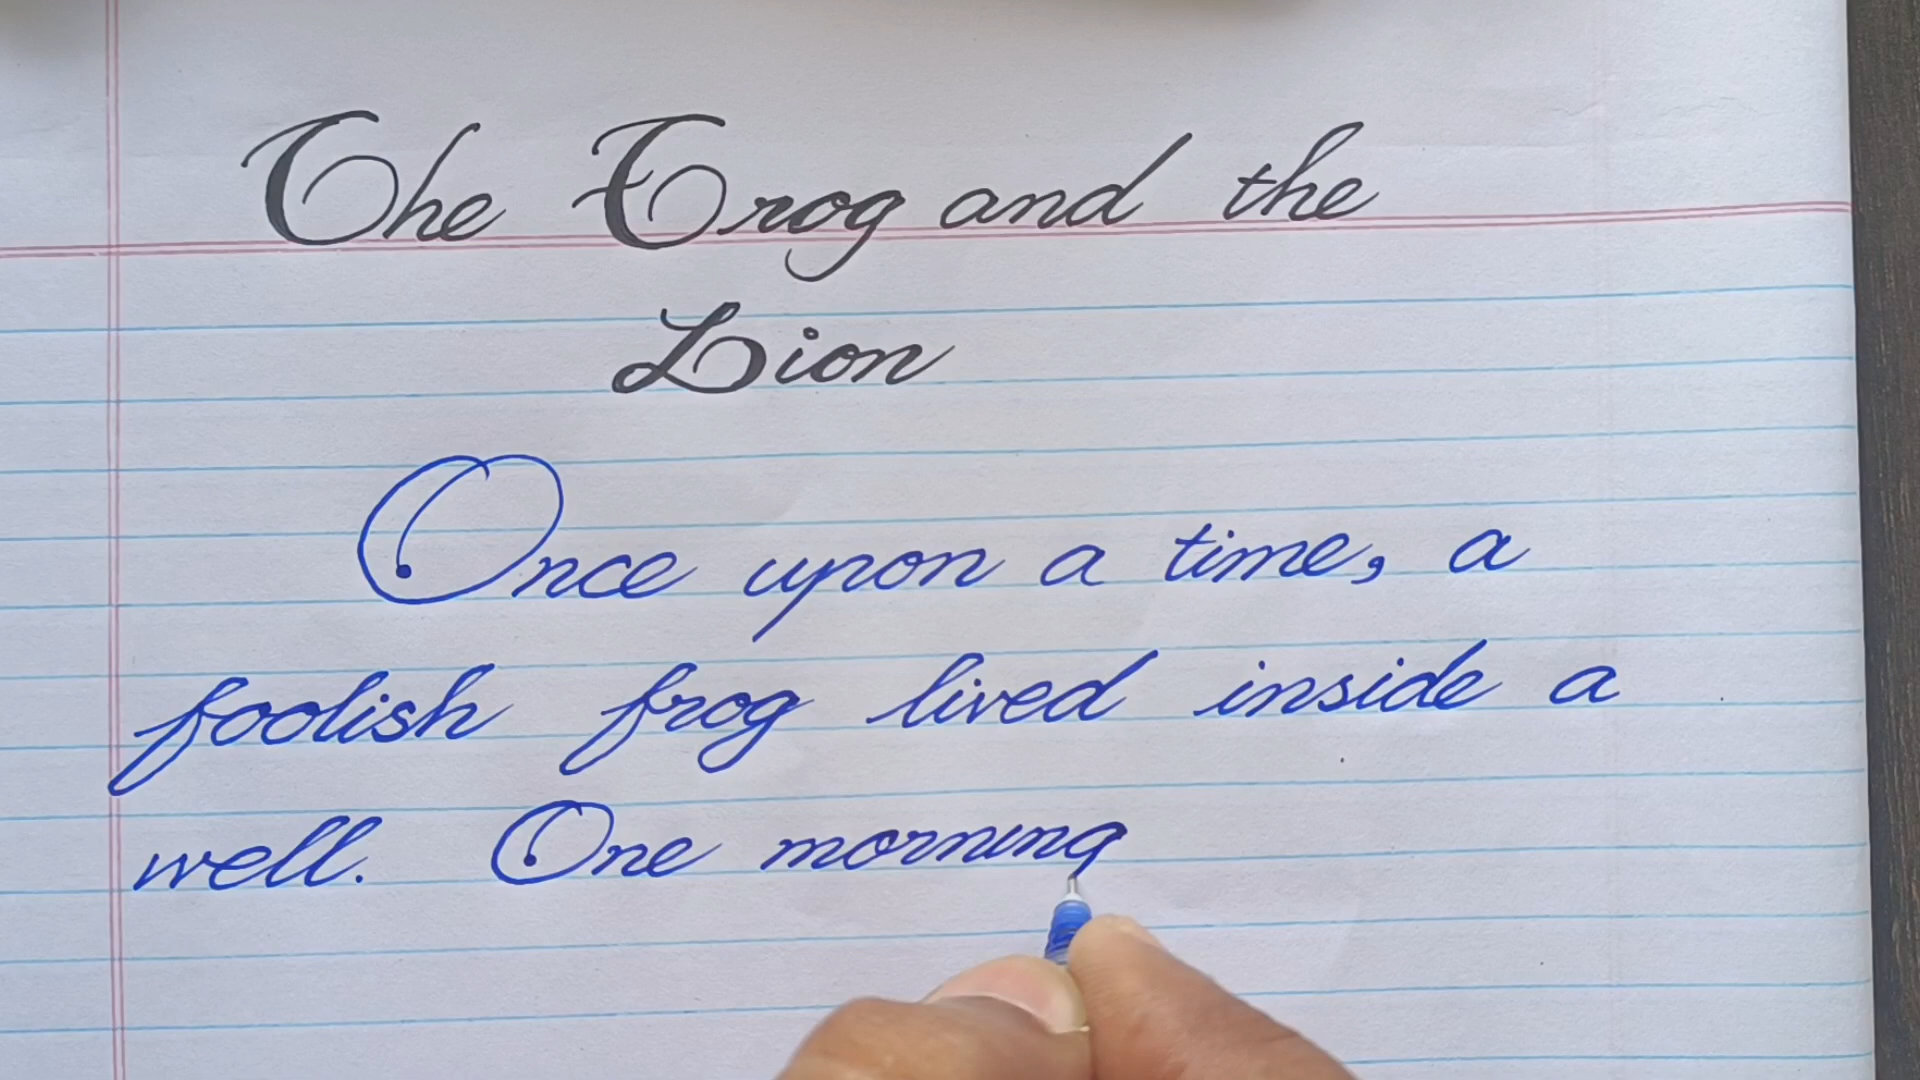 The Frog and the
Lion
Once upon a time, a
foolish frog lived inside a
well. One morning